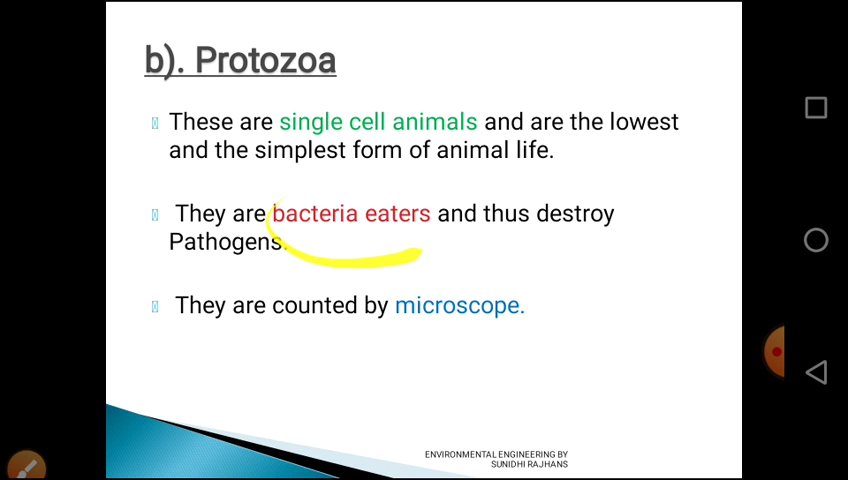 b). Protozoa
These are single cell animals and are the lowest
and the simplest form of animal life.
They are bacteria eaters and thus destroy
Pathogens.
They are counted by microscope.
ENVIRONMENTAL ENGINEERING BY
SUNIDHI RAJHANS